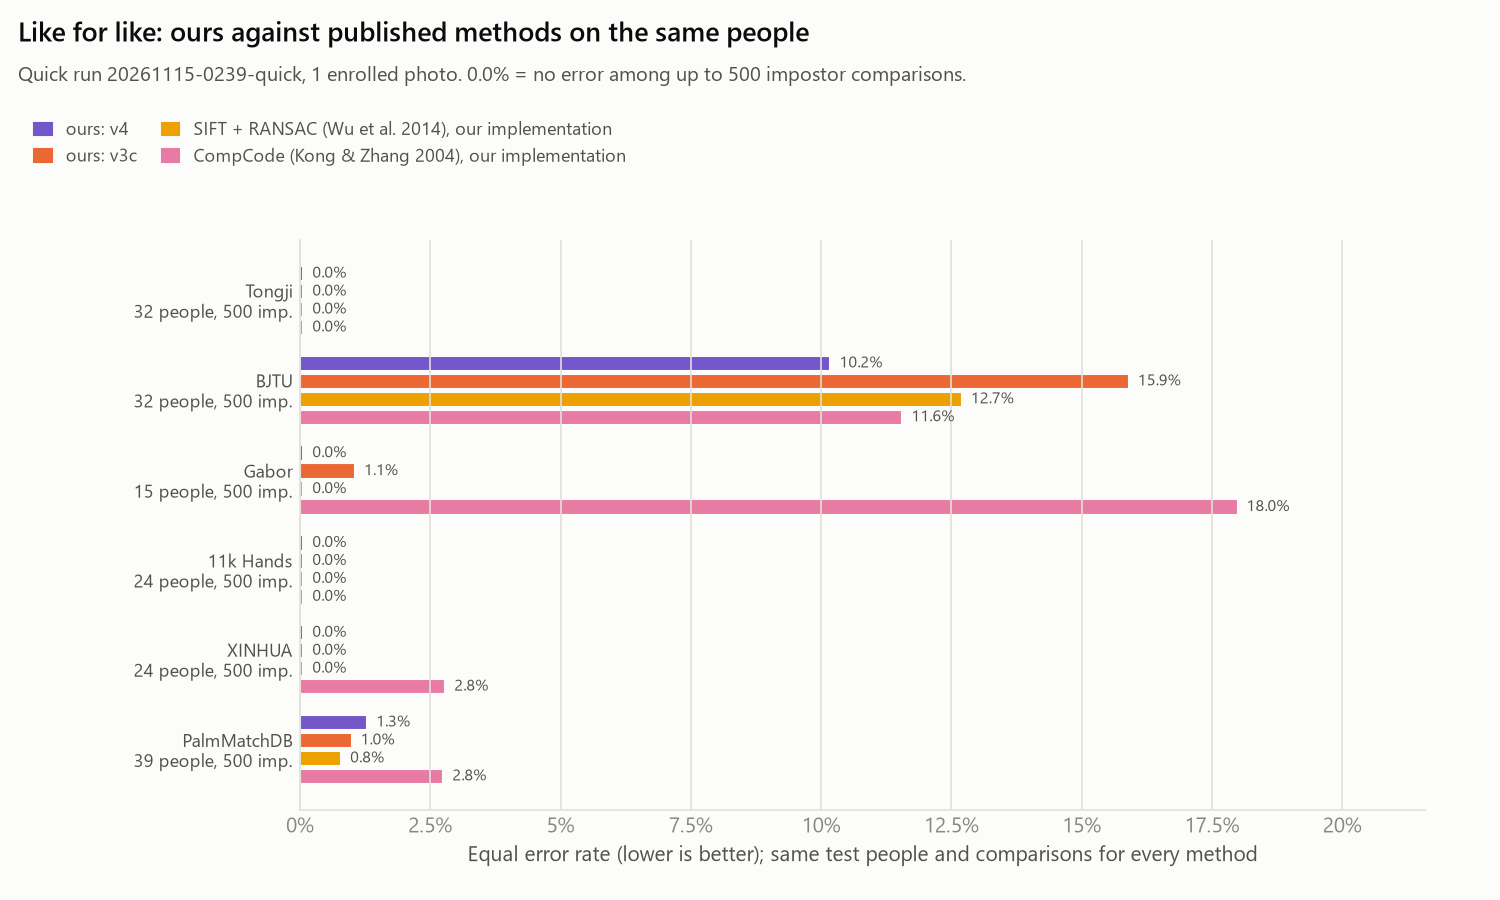 Like for like: ours against published methods on the same people
Quick run 20261115-0239-quick, 1 enrolled photo. 0.0% = no error among up to 500 impostor comparisons.
ours: v4
SIFT + RANSAC (Wu et al. 2014), our implementation
ours: v3c
CompCode (Kong & Zhang 2004), our implementation
Tongji
32 people, 500 imp.
0.0%
0.0%
0.0%
0.0%
BJTU
32 people, 500 imp.
10.2%
15.9%
12.7%
11.6%
Gabor
15 people, 500 imp.
0.0%
1.1%
0.0%
18.0%
11k Hands
24 people, 500 imp.
0.0%
0.0%
0.0%
0.0%
XINHUA
24 people, 500 imp.
0.0%
0.0%
0.0%
2.8%
PalmMatchDB
39 people, 500 imp.
1.3%
1.0%
0.8%
2.8%
0% 2.5% 5% 7.5% 10% 12.5% 15% 17.5% 20%
Equal error rate (lower is better); same test people and comparisons for every method